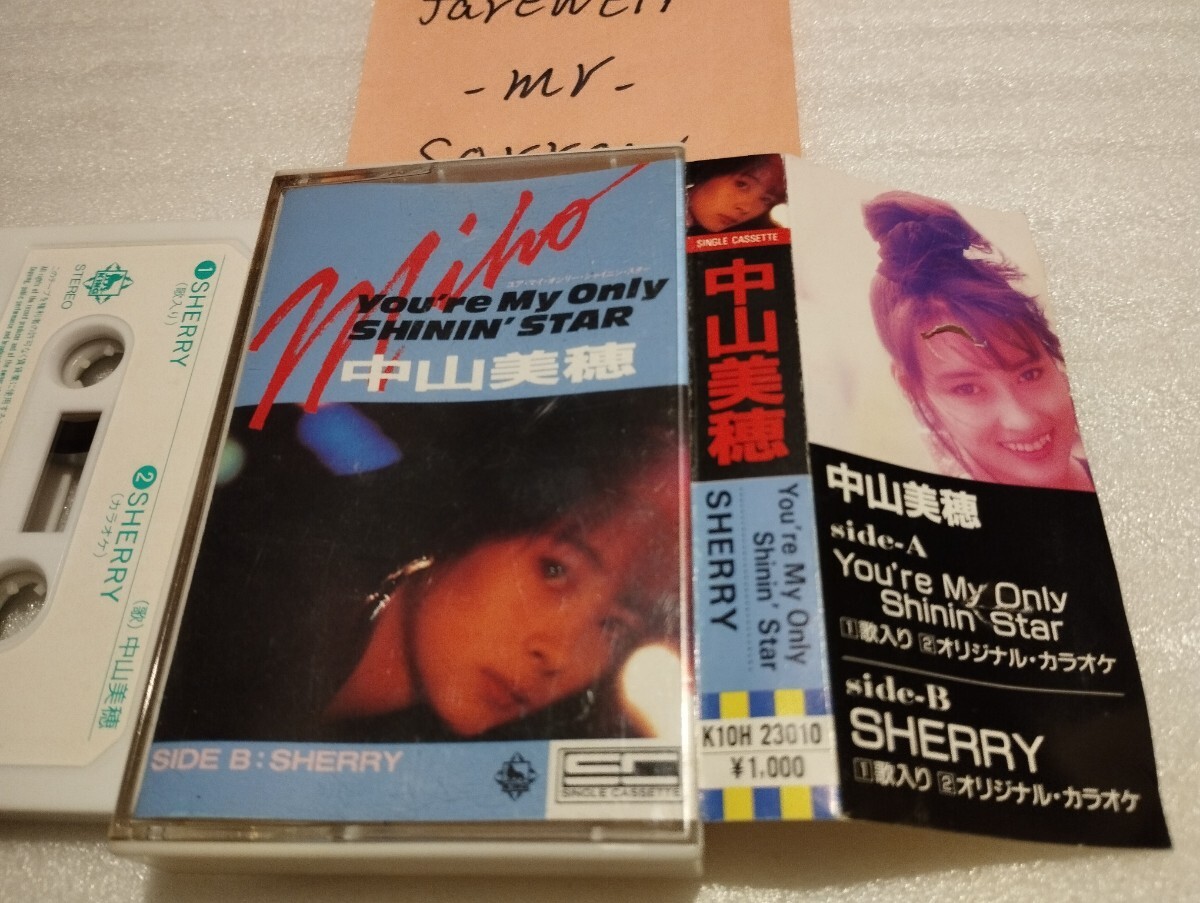 farewell
- mr -
Miho
ユア・マイ・オンリー・シャイニン・スター
You're My Only
SHININ' STAR
中山美穂
SIDE B : SHERRY
SINGLE CASSETTE
SINGLE CASSETTE
中山美穂
You're My Only
Shinin' Star
SHERRY
K10H 23010
¥1,000
中山美穂
side-A
You're My Only
Shinin' Star
1歌入り 2オリジナル・カラオケ
side-B
SHERRY
1歌入り 2オリジナル・カラオケ
STEREO
1 SHERRY
(歌入り)
2 SHERRY
(カラオケ)
(歌) 中山美穂